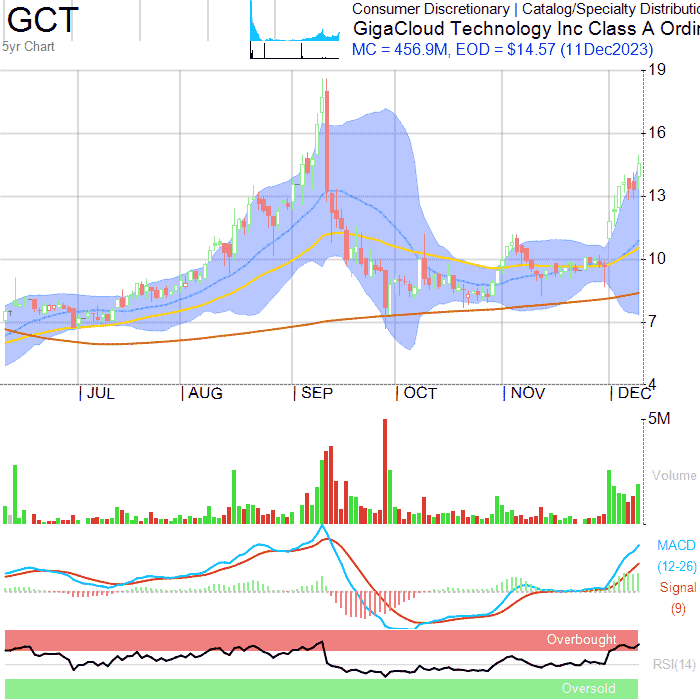 GCT
5yr Chart
Consumer Discretionary | Catalog/Specialty Distributio
GigaCloud Technology Inc Class A Ordin
MC = 456.9M, EOD = $14.57 (11Dec2023)
19
16
13
10
7
4
JUL AUG SEP OCT NOV DEC
5M
Volume
MACD
(12-26)
Signal
(9)
Overbought
RSI(14)
Oversold